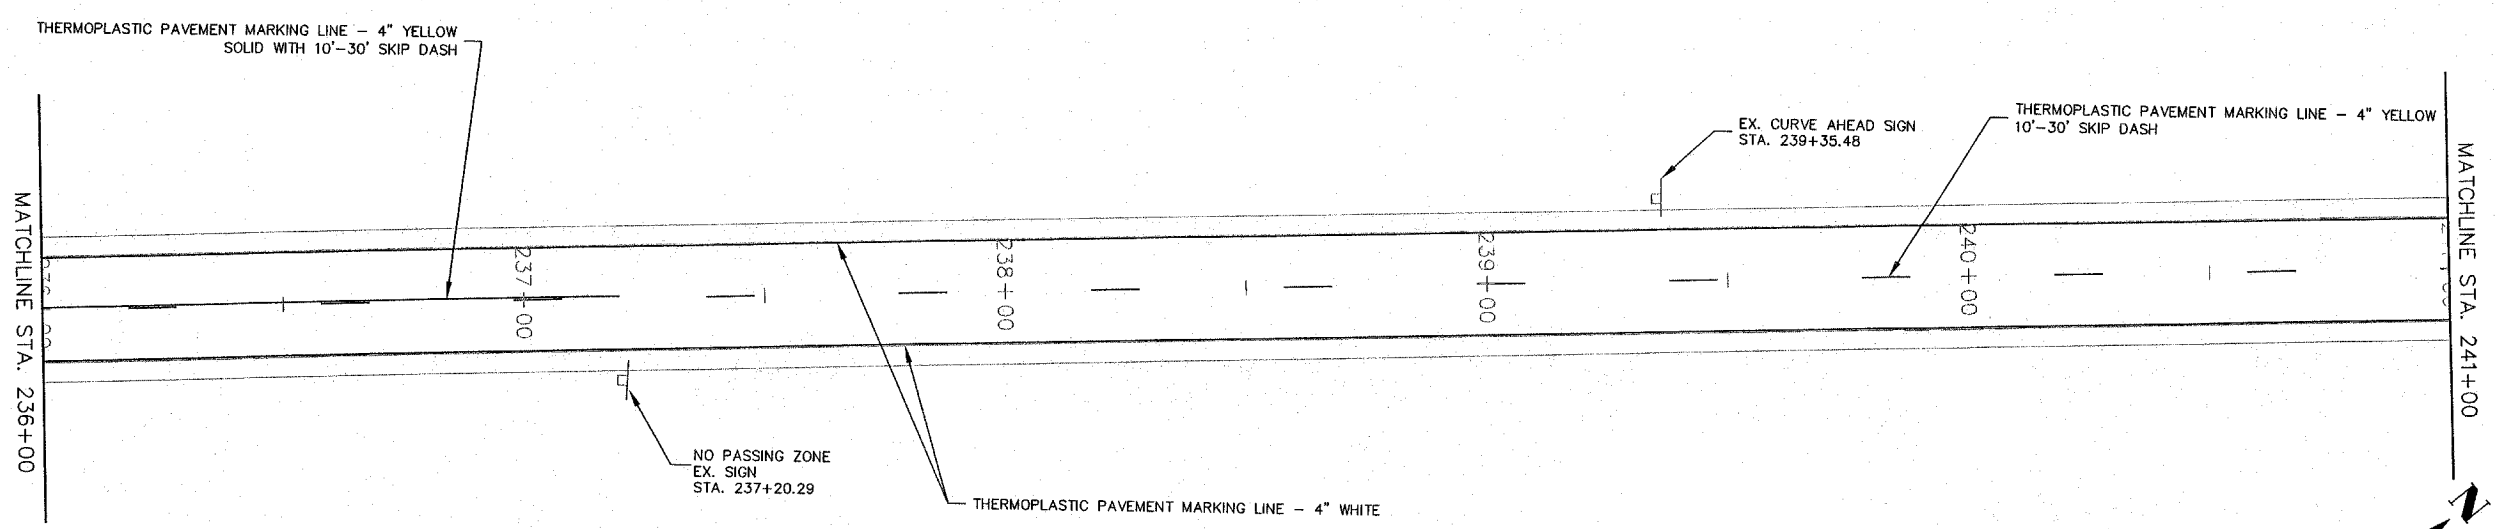 THERMOPLASTIC PAVEMENT MARKING LINE – 4" YELLOW
SOLID WITH 10'–30' SKIP DASH
THERMOPLASTIC PAVEMENT MARKING LINE – 4" YELLOW
10'–30' SKIP DASH
EX. CURVE AHEAD SIGN
STA. 239+35.48
MATCHLINE STA. 236+00
237+00
238+00
239+00
240+00
MATCHLINE STA. 241+00
NO PASSING ZONE
EX. SIGN
STA. 237+20.29
THERMOPLASTIC PAVEMENT MARKING LINE – 4" WHITE
N